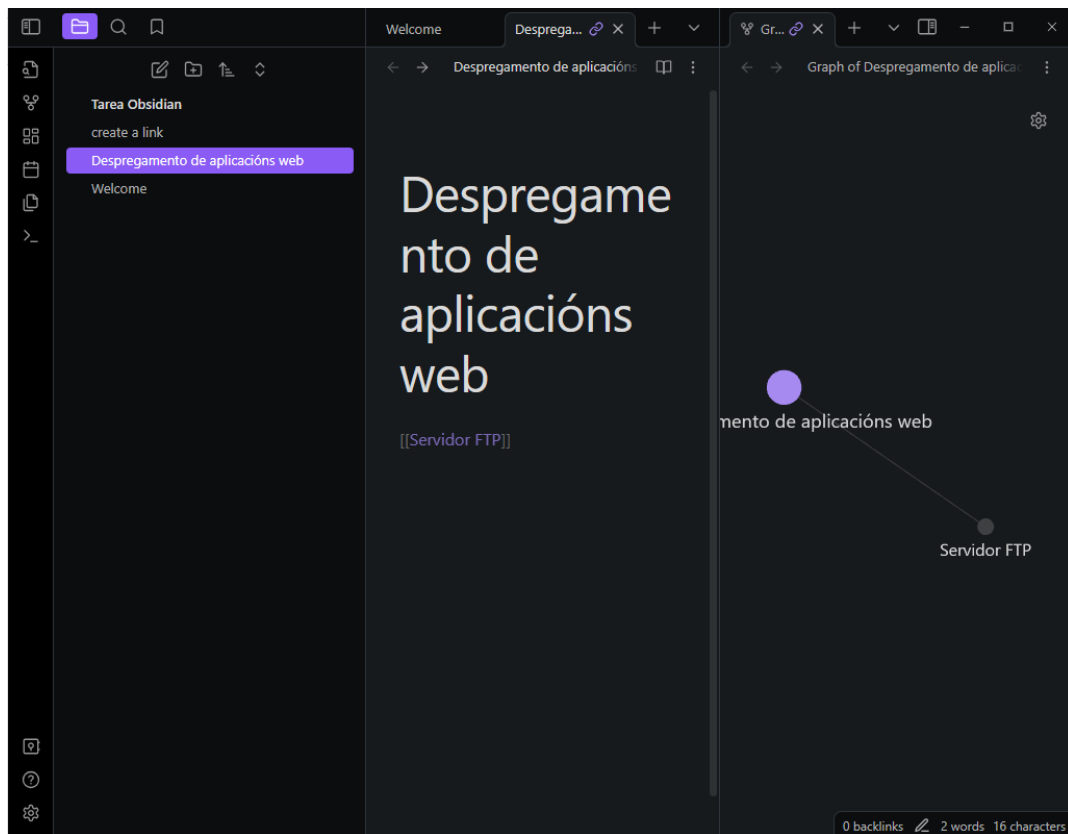 Welcome
Desprega...
Gr...
Despregamento de aplicacións
Graph of Despregamento de aplicac
Tarea Obsidian
create a link
Despregamento de aplicacións web
Welcome
Despregame
nto de
aplicacións
web
[[Servidor FTP]]
mento de aplicacións web
Servidor FTP
0 backlinks
2 words
16 characters